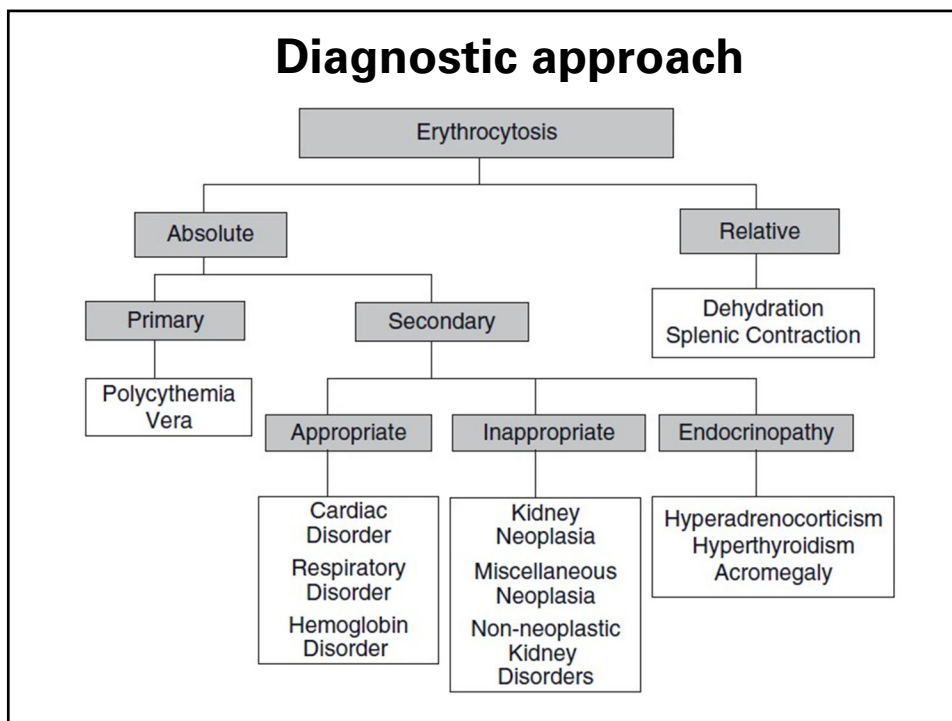 Diagnostic approach
Erythrocytosis
Absolute
Relative
Primary
Secondary
Dehydration
Splenic Contraction
Polycythemia
Vera
Appropriate
Inappropriate
Endocrinopathy
Cardiac
Disorder
Respiratory
Disorder
Hemoglobin
Disorder
Kidney
Neoplasia
Miscellaneous
Neoplasia
Non-neoplastic
Kidney
Disorders
Hyperadrenocorticism
Hyperthyroidism
Acromegaly